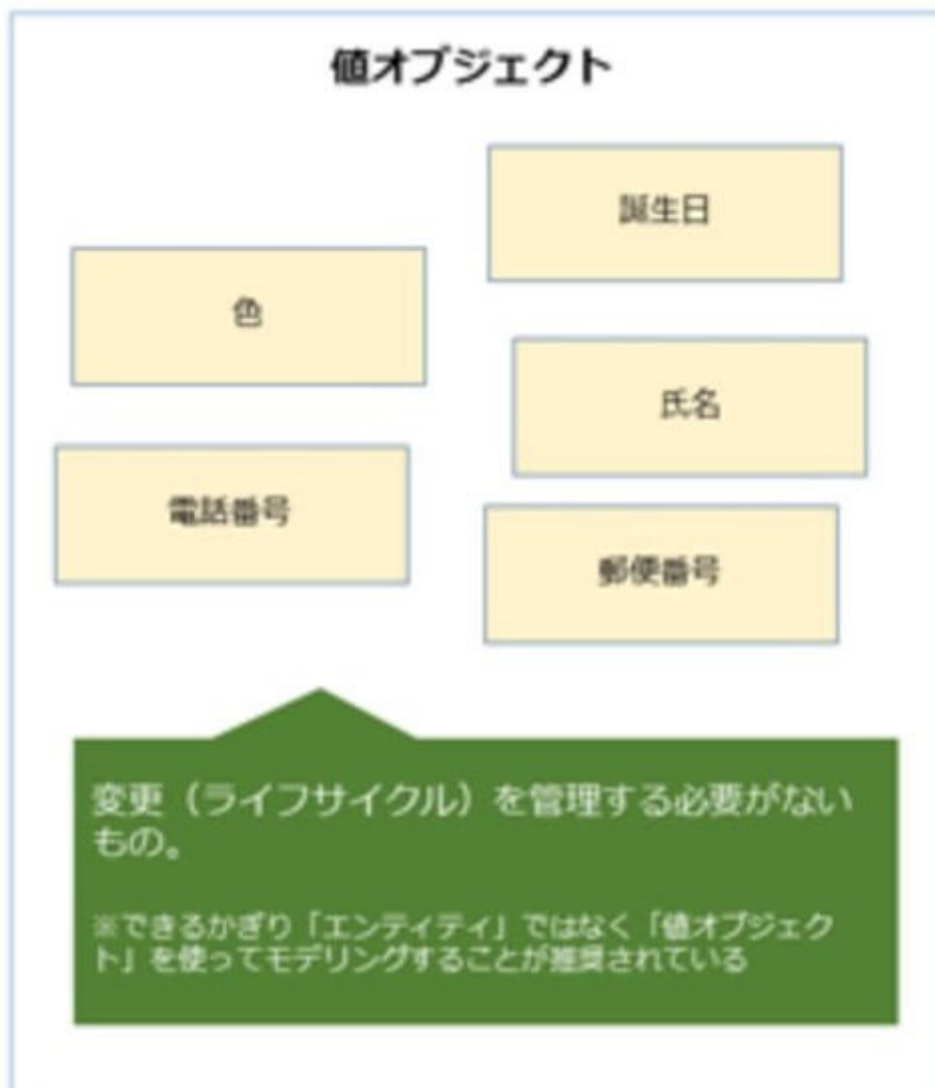 値オブジェクト
誕生日
色
氏名
電話番号
郵便番号
変更（ライフサイクル）を管理する必要がない
もの。
※できるかぎり「エンティティ」ではなく「値オブジェク
ト」を使ってモデリングすることが推奨されている